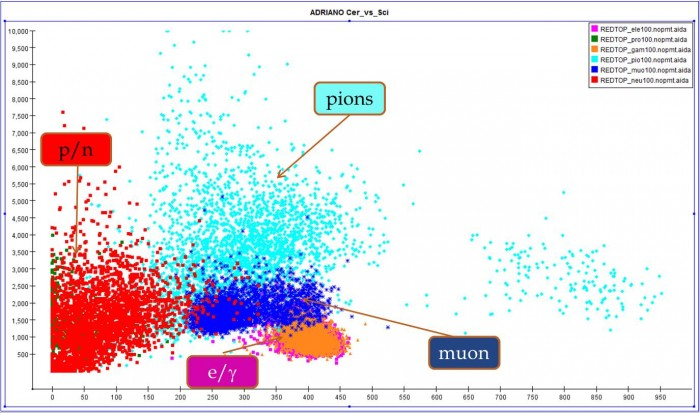 ADRIANO Cer_vs_Sci
REDTOP_ele100.nopmt.aida
REDTOP_pro100.nopmt.aida
REDTOP_gam100.nopmt.aida
REDTOP_pio100.nopmt.aida
REDTOP_muo100.nopmt.aida
REDTOP_neu100.nopmt.aida
10,000
9,500
9,000
8,500
8,000
7,500
7,000
6,500
6,000
5,500
5,000
4,500
4,000
3,500
3,000
2,500
2,000
1,500
1,000
500
pions
p/n
muon
e/γ
0 50 100 150 200 250 300 350 400 450 500 550 600 650 700 750 800 850 900 950